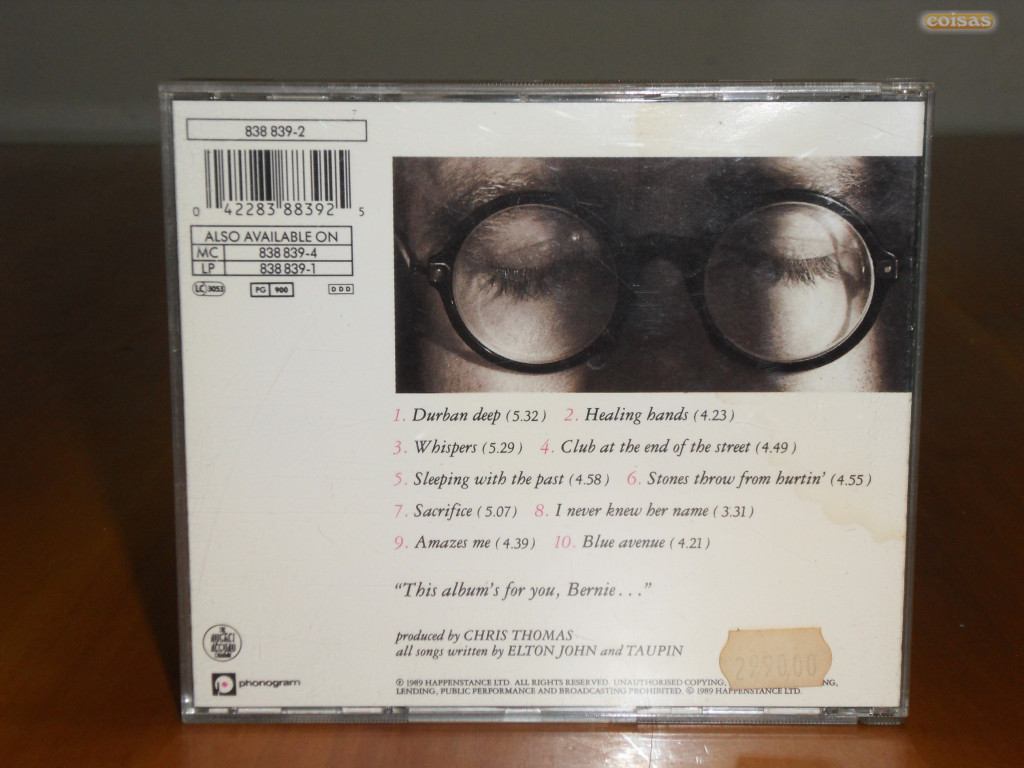 coisas
838 839-2
0 42283 88392 5
ALSO AVAILABLE ON
MC 838 839-4
LP 838 839-1
LC 3053 PG 900 DDD
1. Durban deep (5.32) 2. Healing hands (4.23)
3. Whispers (5.29) 4. Club at the end of the street (4.49)
5. Sleeping with the past (4.58) 6. Stones throw from hurtin' (4.55)
7. Sacrifice (5.07) 8. I never knew her name (3.31)
9. Amazes me (4.39) 10. Blue avenue (4.21)
“This album's for you, Bernie...”
produced by CHRIS THOMAS
all songs written by ELTON JOHN and TAUPIN
2990,00
phonogram
℗ 1989 HAPPENSTANCE LTD. ALL RIGHTS RESERVED. UNAUTHORISED COPYING,
LENDING, PUBLIC PERFORMANCE AND BROADCASTING PROHIBITED. © 1989 HAPPENSTANCE LTD.